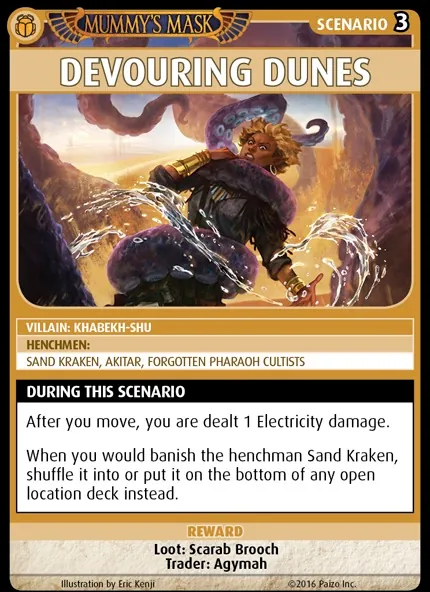 MUMMY'S MASK
SCENARIO 3
DEVOURING DUNES
VILLAIN: KHABEKH-SHU
HENCHMEN:
SAND KRAKEN, AKITAR, FORGOTTEN PHARAOH CULTISTS
DURING THIS SCENARIO
After you move, you are dealt 1 Electricity damage.
When you would banish the henchman Sand Kraken,
shuffle it into or put it on the bottom of any open
location deck instead.
REWARD
Loot: Scarab Brooch
Trader: Agymah
Illustration by Eric Kenji
©2016 Paizo Inc.